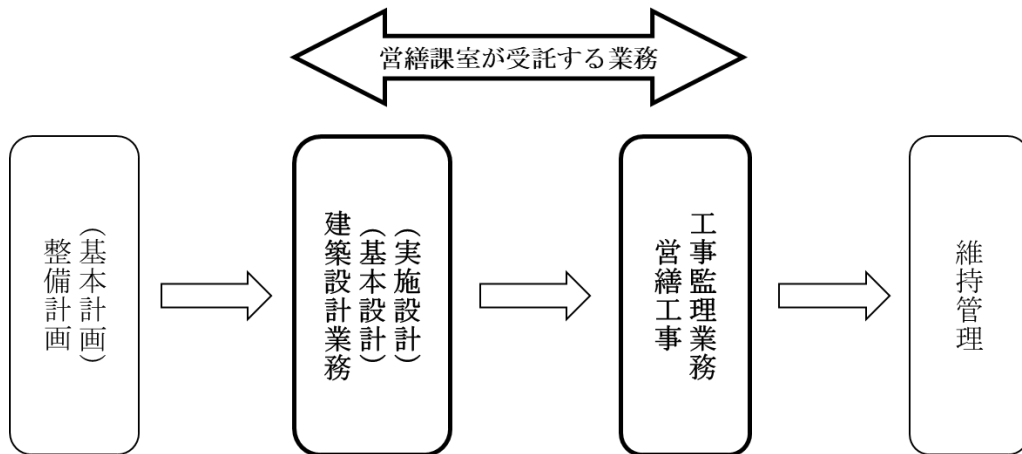 営繕課室が受託する業務
整備計画
（基本計画）
建築設計業務
（基本設計）
（実施設計）
営繕工事
工事監理業務
維持管理